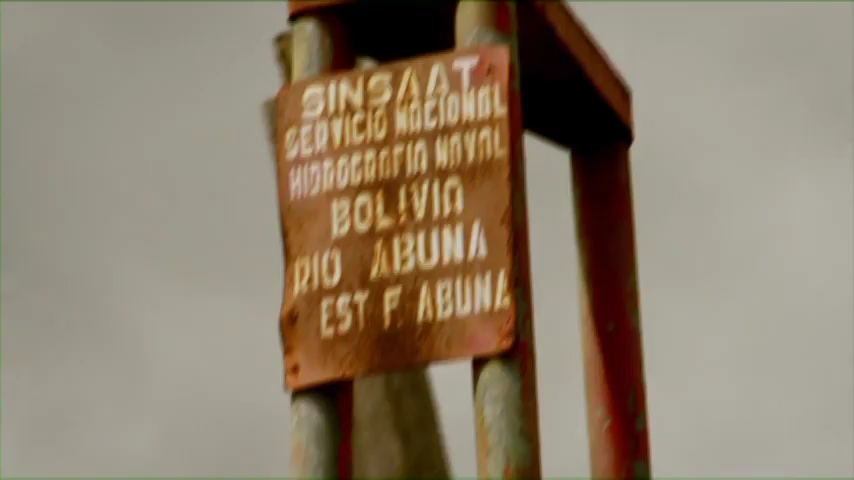 SINSAAT
SERVICIO NACIONAL
HIDROGRAFIA NAVAL
BOLIVIA
RIO ABUNA
EST F. ABUNA